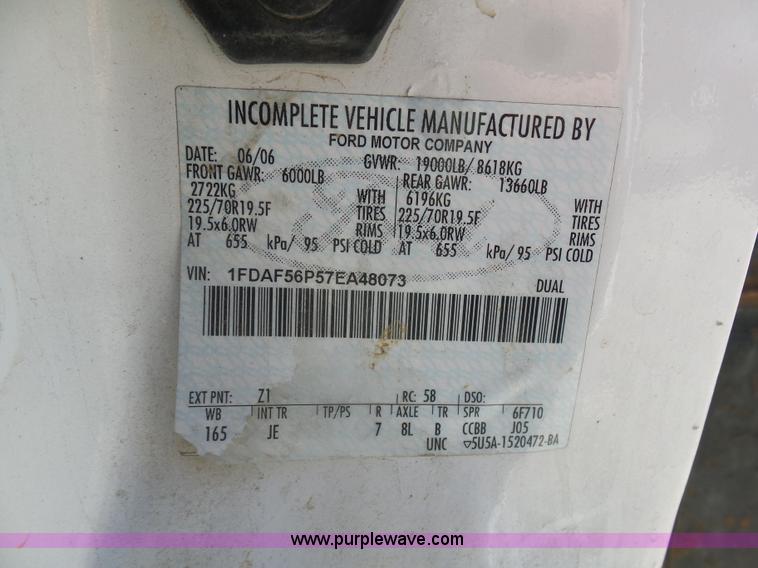 INCOMPLETE VEHICLE MANUFACTURED BY
FORD MOTOR COMPANY
DATE: 06/06 GVWR: 19000LB/ 8618KG
FRONT GAWR: 6000LB REAR GAWR: 13660LB
2722KG WITH 6196KG WITH
225/70R19.5F TIRES 225/70R19.5F TIRES
19.5x6.0RW RIMS 19.5x6.0RW RIMS
AT 655 kPa/ 95 PSI COLD AT 655 kPa/ 95 PSI COLD
VIN: 1FDAF56P57EA48073 DUAL
EXT PNT: Z1 RC: 58 DSO:
WB INT TR TP/PS R AXLE TR SPR 6F710
165 JE 7 8L B CCBB J05
UNC ▽5U5A-1520472-BA
www.purplewave.com